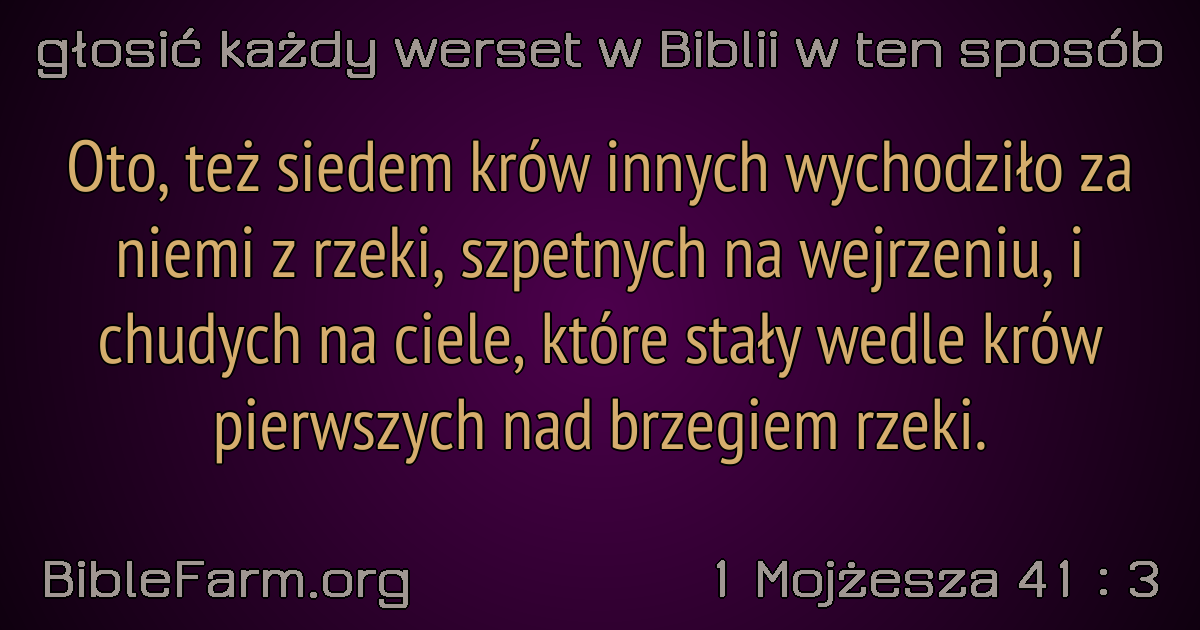 głosić każdy werset w Biblii w ten sposób
Oto, też siedem krów innych wychodziło za
niemi z rzeki, szpetnych na wejrzeniu, i
chudych na ciele, które stały wedle krów
pierwszych nad brzegiem rzeki.
BibleFarm.org
1 Mojżesza 41 : 3